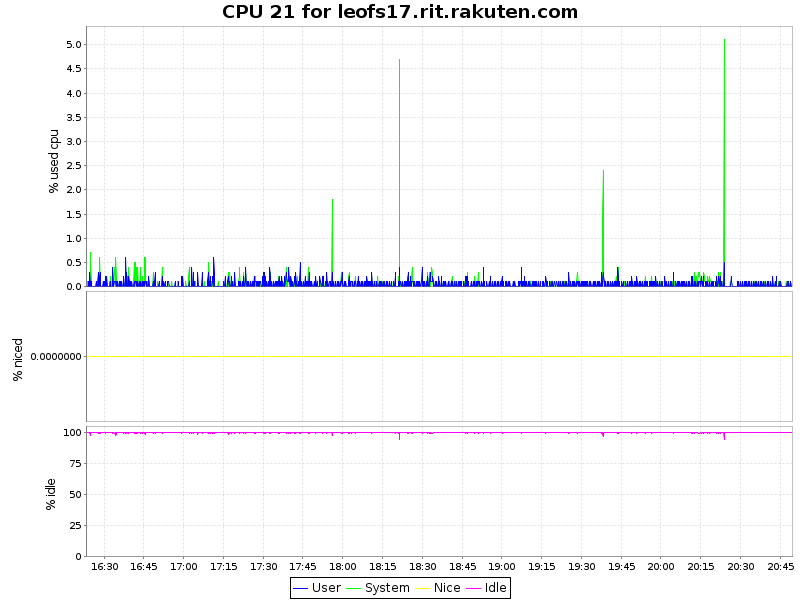 CPU 21 for leofs17.rit.rakuten.com
% used cpu
5.0
4.5
4.0
3.5
3.0
2.5
2.0
1.5
1.0
0.5
0.0
% niced
0.0000000
% idle
100
75
50
25
0
16:30 16:45 17:00 17:15 17:30 17:45 18:00 18:15 18:30 18:45 19:00 19:15 19:30 19:45 20:00 20:15 20:30 20:45
User System Nice Idle